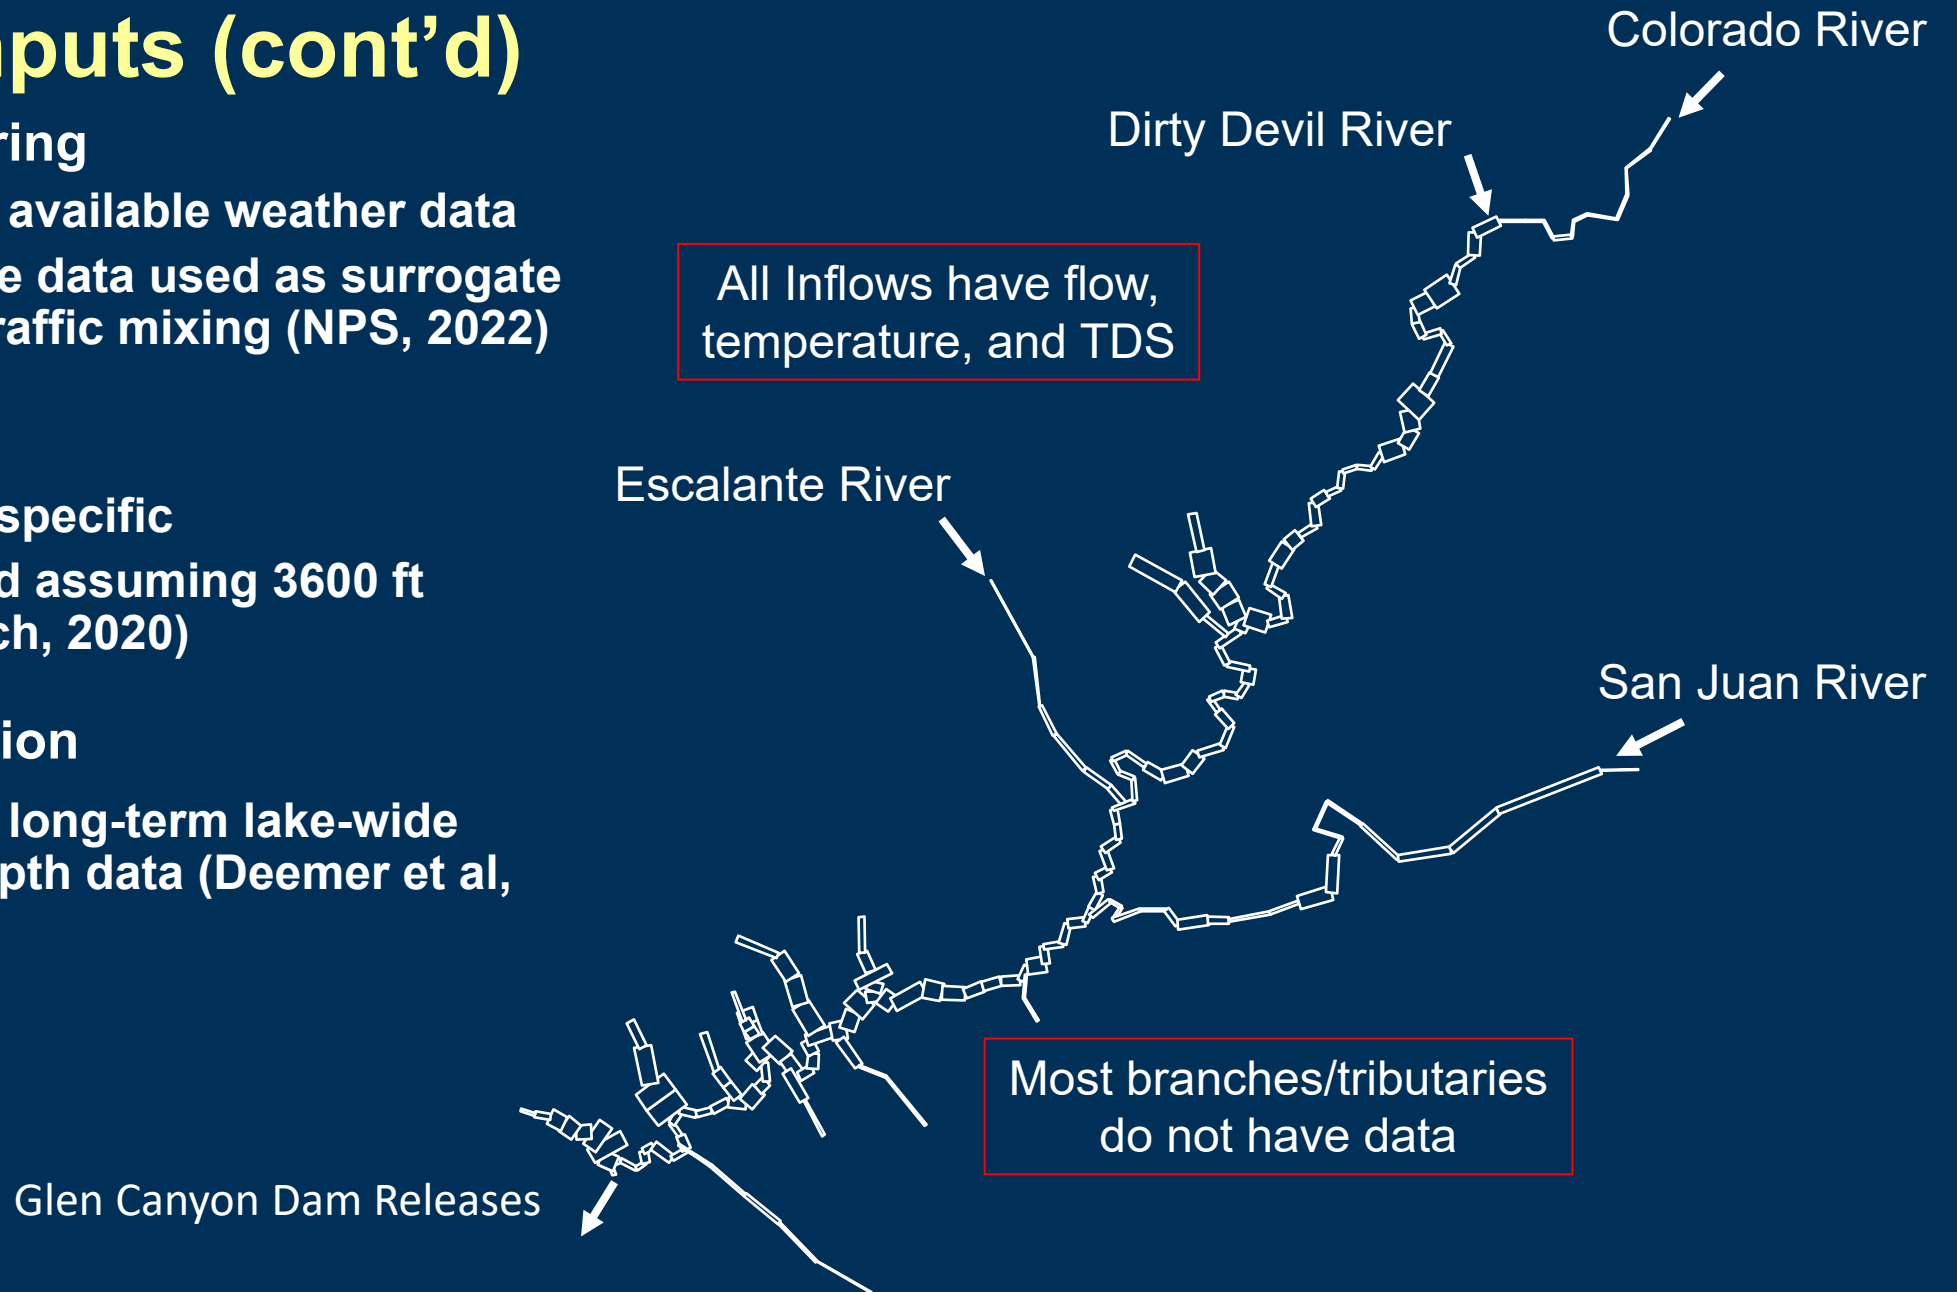 nputs (cont’d)
ring
available weather data
e data used as surrogate
raffic mixing (NPS, 2022)
specific
d assuming 3600 ft
ch, 2020)
ion
long-term lake-wide
pth data (Deemer et al,
Colorado River
Dirty Devil River
All Inflows have flow,
temperature, and TDS
Escalante River
San Juan River
Most branches/tributaries
do not have data
Glen Canyon Dam Releases